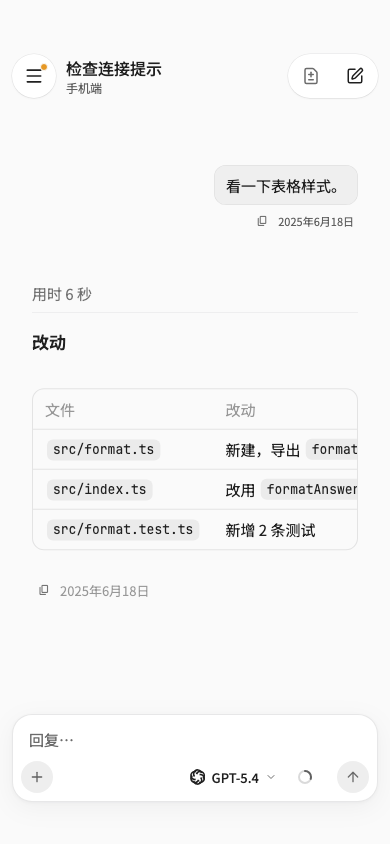 检查连接提示
手机端
看一下表格样式。
2025年6月18日
用时 6 秒
改动
文件 改动
src/format.ts 新建，导出 format
src/index.ts 改用 formatAnswer
src/format.test.ts 新增 2 条测试
2025年6月18日
回复…
GPT-5.4